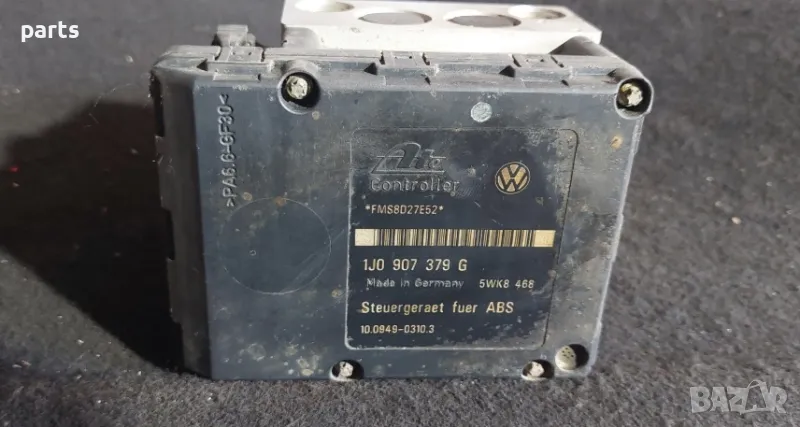 parts
>PA6.6-GF30<
Ate
Controller
VW
*FMS8D27E52*
1J0 907 379 G
Made in Germany 5WK8 468
Steuergeraet fuer ABS
10.0949-0310.3
BAZAR